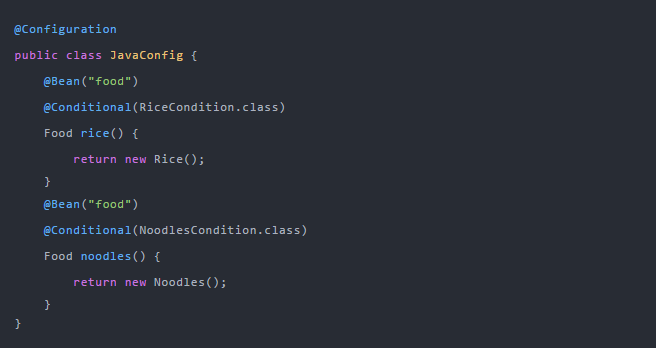 @Configuration
public class JavaConfig {
    @Bean("food")
    @Conditional(RiceCondition.class)
    Food rice() {
        return new Rice();
    }
    @Bean("food")
    @Conditional(NoodlesCondition.class)
    Food noodles() {
        return new Noodles();
    }
}